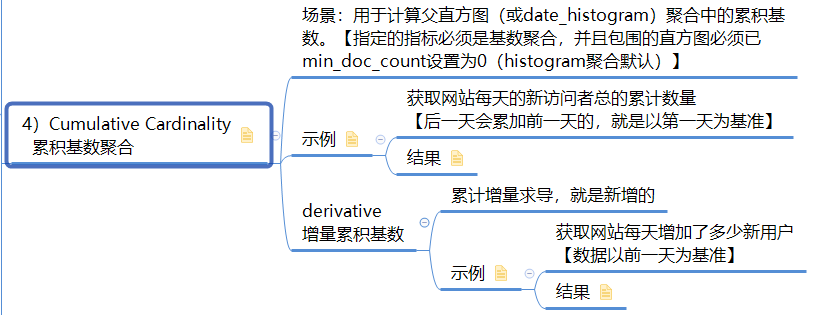 场景：用于计算父直方图（或date_histogram）聚合中的累积基
数。【指定的指标必须是基数聚合，并且包围的直方图必须已
min_doc_count设置为0（histogram聚合默认）】
4）Cumulative Cardinality
累积基数聚合
获取网站每天的新访问者总的累计数量
【后一天会累加前一天的，就是以第一天为基准】
示例
结果
derivative
增量累积基数
累计增量求导，就是新增的
获取网站每天增加了多少新用户
【数据以前一天为基准】
示例
结果